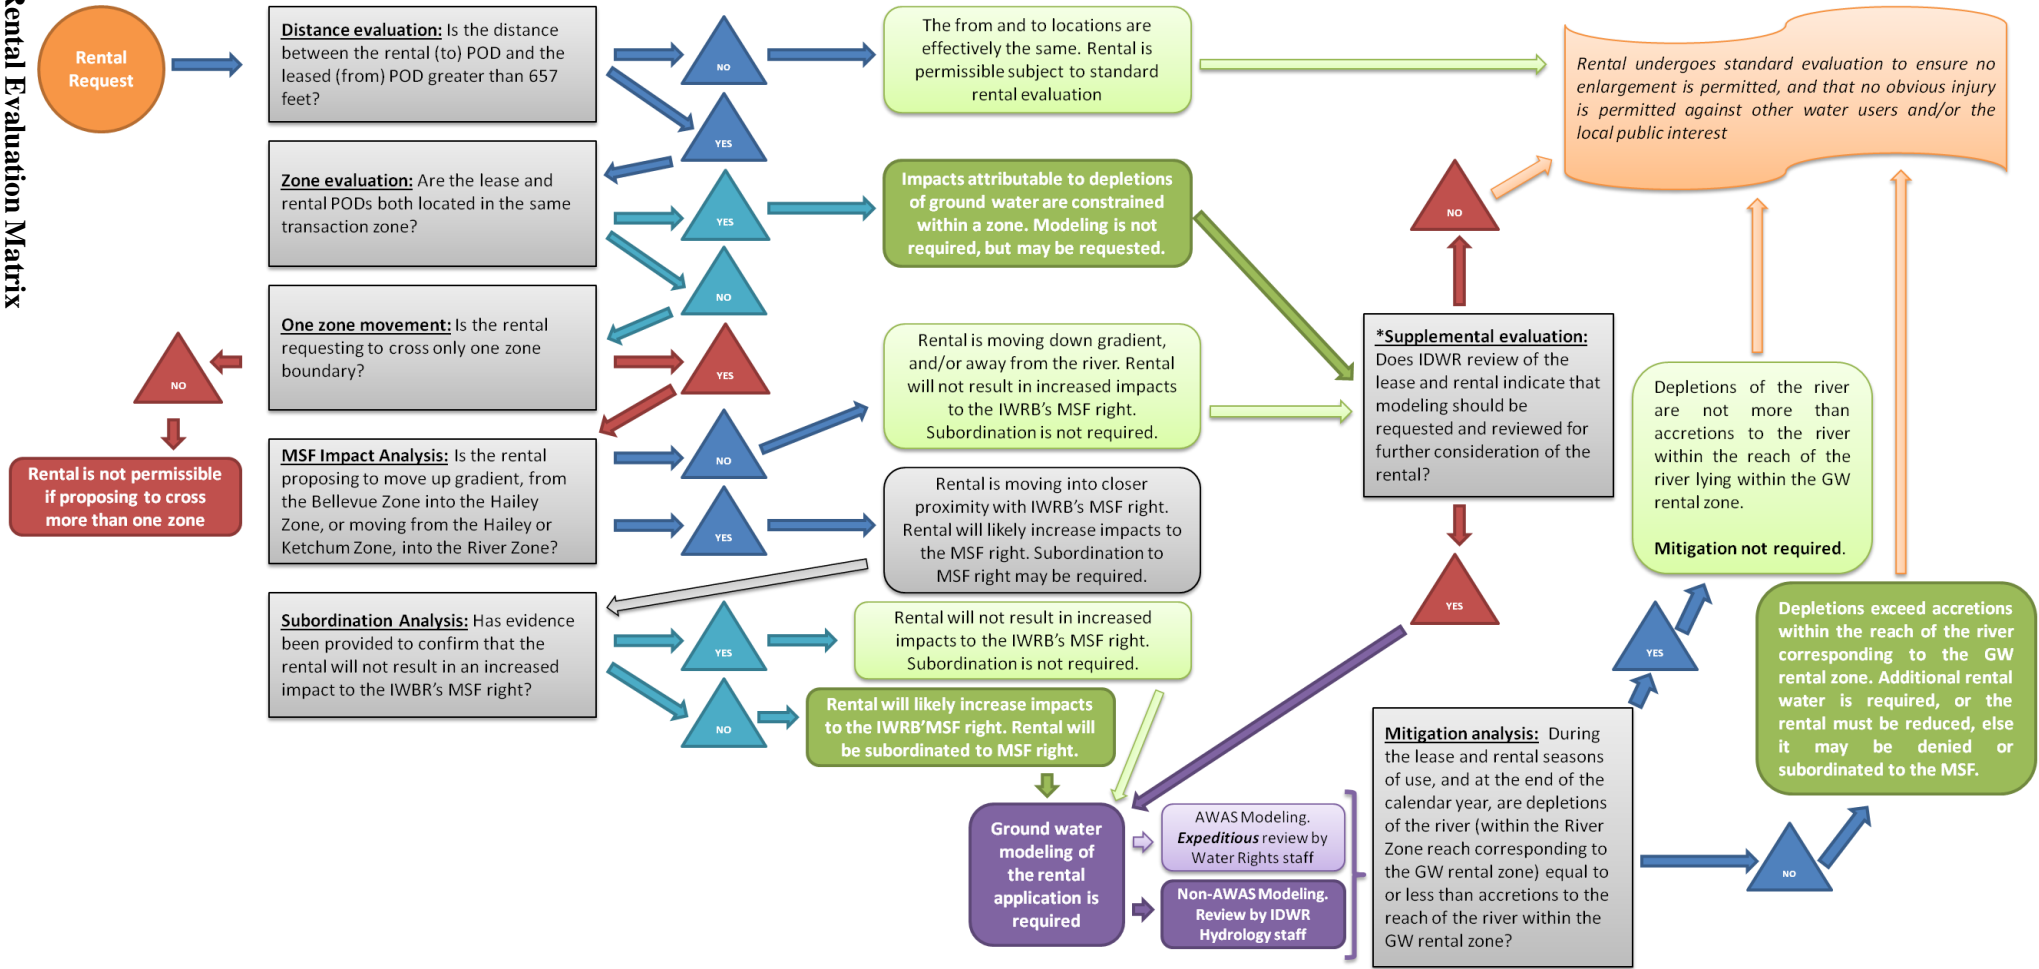 Rental Evaluation Matrix
Rental
Request
Distance evaluation: Is the distance
between the rental (to) POD and the
leased (from) POD greater than 657
feet?
NO
YES
The from and to locations are
effectively the same. Rental is
permissible subject to standard
rental evaluation
Rental undergoes standard evaluation to ensure no
enlargement is permitted, and that no obvious injury
is permitted against other water users and/or the
local public interest
Zone evaluation: Are the lease and
rental PODs both located in the same
transaction zone?
YES
NO
Impacts attributable to depletions
of ground water are constrained
within a zone. Modeling is not
required, but may be requested.
One zone movement: Is the rental
requesting to cross only one zone
boundary?
YES
NO
Rental is not permissible
if proposing to cross
more than one zone
MSF Impact Analysis: Is the rental
proposing to move up gradient, from
the Bellevue Zone into the Hailey
Zone, or moving from the Hailey or
Ketchum Zone, into the River Zone?
NO
YES
Rental is moving down gradient,
and/or away from the river. Rental
will not result in increased impacts
to the IWRB's MSF right.
Subordination is not required.
Rental is moving into closer
proximity with IWRB's MSF right.
Rental will likely increase impacts to
the MSF right. Subordination to
MSF right may be required.
Subordination Analysis: Has evidence
been provided to confirm that the
rental will not result in an increased
impact to the IWBR's MSF right?
YES
NO
Rental will not result in increased
impacts to the IWRB's MSF right.
Subordination is not required.
Rental will likely increase impacts
to the IWRB'MSF right. Rental will
be subordinated to MSF right.
*Supplemental evaluation:
Does IDWR review of the
lease and rental indicate that
modeling should be
requested and reviewed for
further consideration of the
rental?
NO
YES
Ground water
modeling of
the rental
application is
required
AWAS Modeling.
Expeditious review by
Water Rights staff
Non-AWAS Modeling.
Review by IDWR
Hydrology staff
Mitigation analysis: During
the lease and rental seasons
of use, and at the end of the
calendar year, are depletions
of the river (within the River
Zone reach corresponding to
the GW rental zone) equal to
or less than accretions to the
reach of the river within the
GW rental zone?
YES
NO
Depletions of the river
are not more than
accretions to the river
within the reach of the
river lying within the GW
rental zone.
Mitigation not required.
Depletions exceed accretions
within the reach of the river
corresponding to the GW
rental zone. Additional rental
water is required, or the
rental must be reduced, else
it may be denied or
subordinated to the MSF.